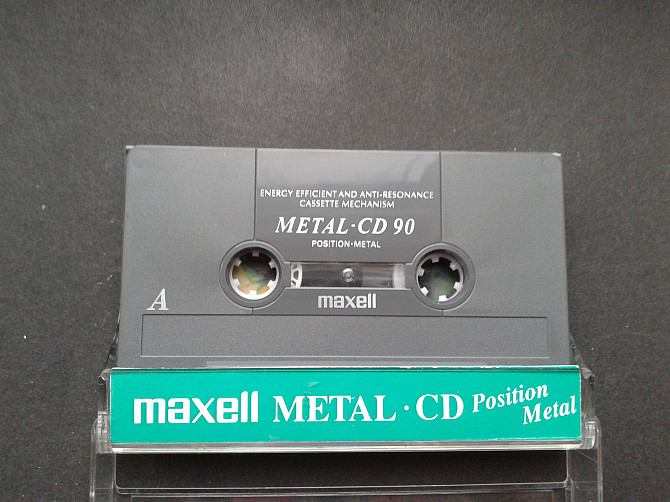 ENERGY EFFICIENT AND ANTI-RESONANCE
CASSETTE MECHANISM
METAL·CD 90
POSITION·METAL
maxell
A
maxell METAL·CD Position
Metal